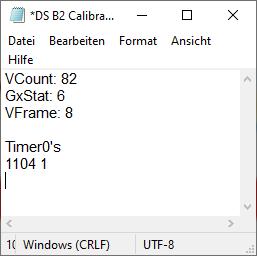 *DS B2 Calibra...
Datei Bearbeiten Format Ansicht
Hilfe
VCount: 82
GxStat: 6
VFrame: 8

Timer0's
1104 1
Windows (CRLF) UTF-8